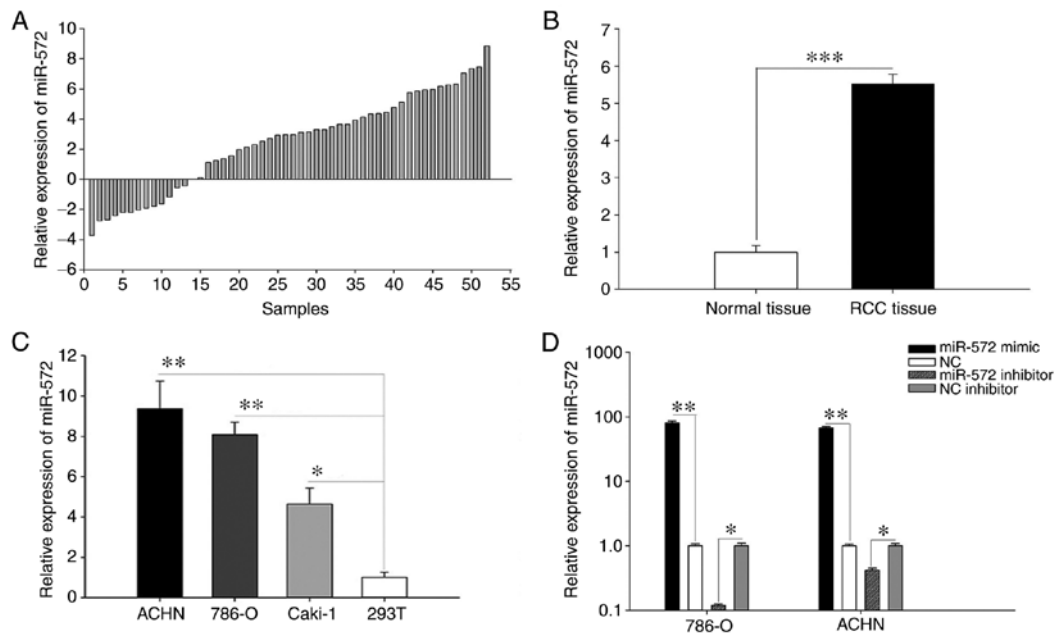 A
Relative expression of miR-572
10
8
6
4
2
0
−2
−4
−6
0 5 10 15 20 25 30 35 40 45 50 55
Samples
B
Relative expression of miR-572
7
6
5
4
3
2
1
0
***
Normal tissue RCC tissue
C
Relative expression of miR-572
12
10
8
6
4
2
0
**
**
*
ACHN 786-O Caki-1 293T
D
Relative expression of miR-572
1000
100
10
1.0
0.1
miR-572 mimic
NC
miR-572 inhibitor
NC inhibitor
** **
* *
786-O ACHN